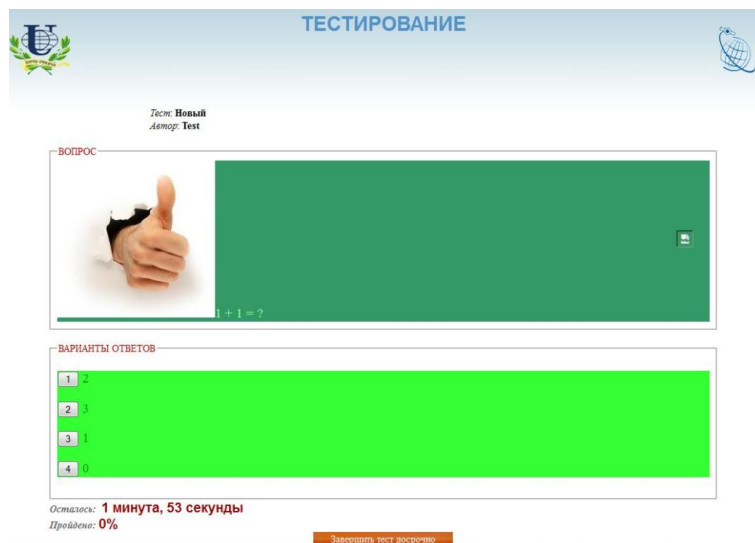 ТЕСТИРОВАНИЕ
Тест: Новый
Автор: Test
ВОПРОС
1 + 1 = ?
ВАРИАНТЫ ОТВЕТОВ
1 2
2 3
3 1
4 0
Осталось: 1 минута, 53 секунды
Пройдено: 0%
Завершить тест досрочно